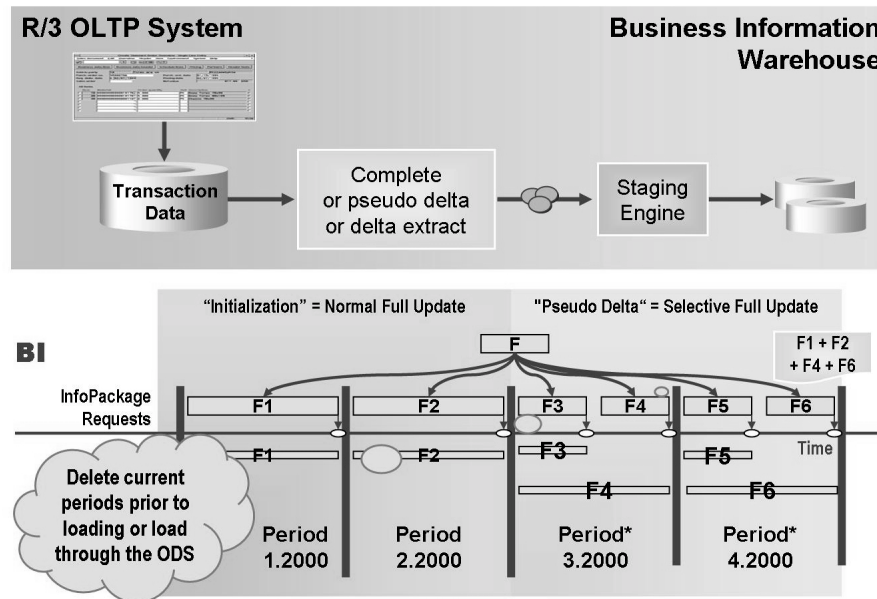 R/3 OLTP System
Business Information
Warehouse
Transaction
Data
Complete
or pseudo delta
or delta extract
Staging
Engine
“Initialization” = Normal Full Update
"Pseudo Delta“ = Selective Full Update
BI
F
F1 + F2
+ F4 + F6
InfoPackage
Requests
F1
F2
F3
F4
F5
F6
Time
F1
F2
F3
F5
F4
F6
Delete current
periods prior to
loading or load
through the ODS
Period
1.2000
Period
2.2000
Period*
3.2000
Period*
4.2000